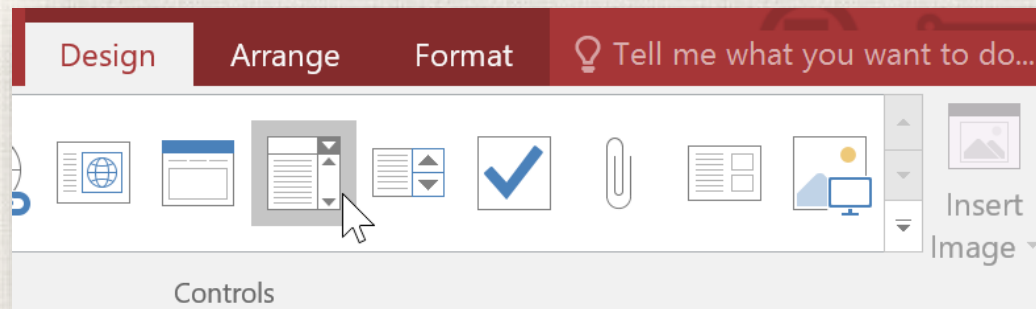 Design Arrange Format Tell me what you want to do...
Insert
Image
Controls